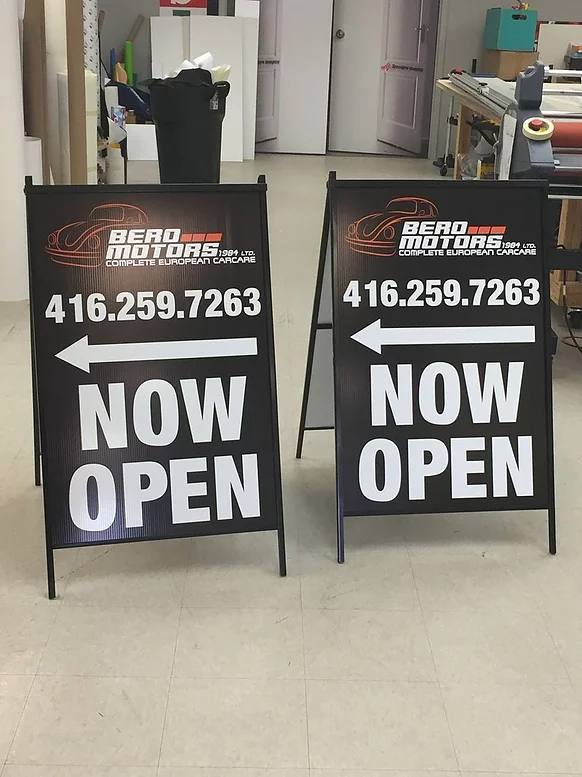 BERO
MOTORS 1984 LTD.
COMPLETE EUROPEAN CARCARE
416.259.7263
NOW
OPEN
BERO
MOTORS 1984 LTD.
COMPLETE EUROPEAN CARCARE
416.259.7263
NOW
OPEN